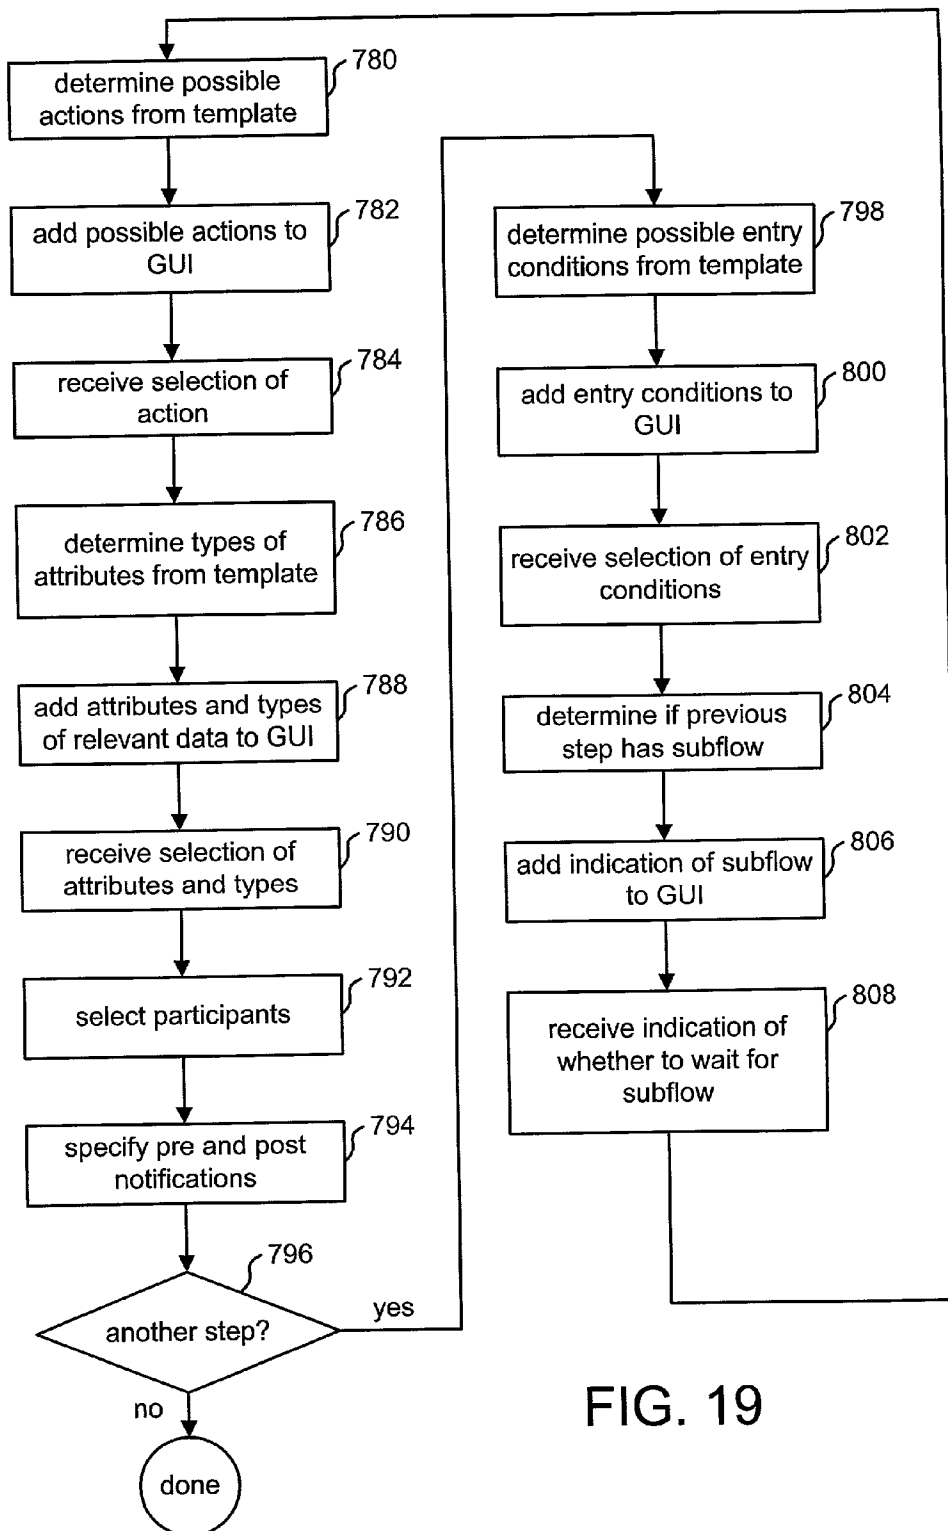 780
determine possible
actions from template
782
add possible actions to
GUI
784
receive selection of
action
786
determine types of
attributes from template
788
add attributes and types
of relevant data to GUI
790
receive selection of
attributes and types
792
select participants
794
specify pre and post
notifications
796
another step?
yes
no
done
798
determine possible entry
conditions from template
800
add entry conditions to
GUI
802
receive selection of entry
conditions
804
determine if previous
step has subflow
806
add indication of subflow
to GUI
808
receive indication of
whether to wait for
subflow
FIG. 19